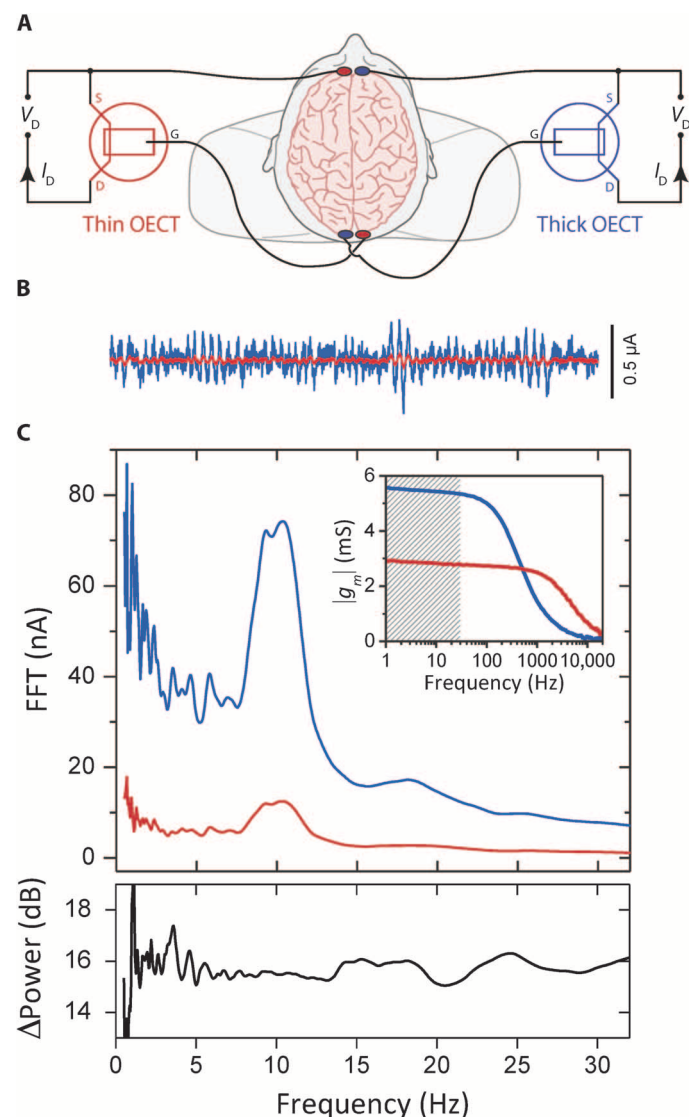 A
V_D
I_D
S
G
D
Thin OECT
S
G
D
Thick OECT
V_D
I_D
B
0.5 μA
C
80
60
40
20
0
FFT (nA)
6
4
2
0
|g_m| (mS)
1 10 100 1000 10,000
Frequency (Hz)
18
16
14
ΔPower (dB)
0 5 10 15 20 25 30
Frequency (Hz)